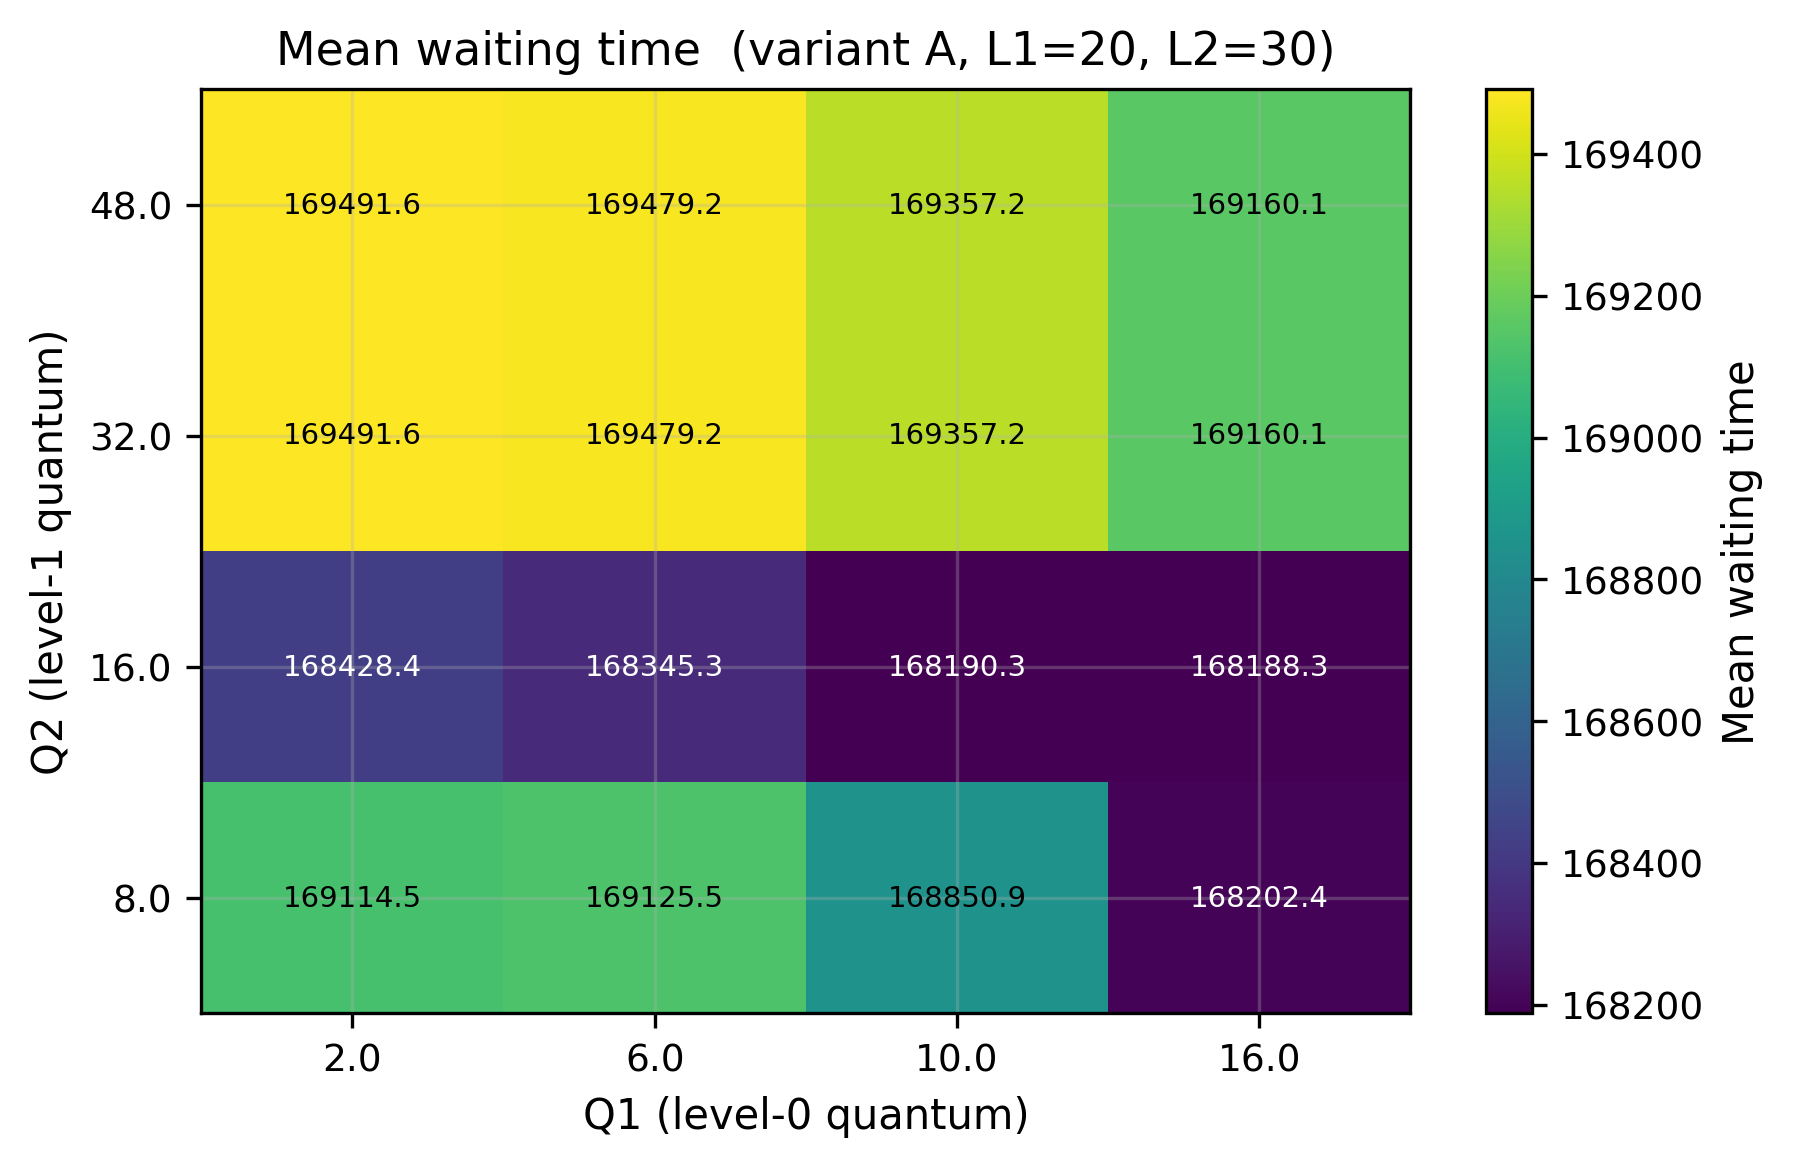 Mean waiting time  (variant A, L1=20, L2=30)
Q2 (level-1 quantum)
48.0 169491.6 169479.2 169357.2 169160.1
32.0 169491.6 169479.2 169357.2 169160.1
16.0 168428.4 168345.3 168190.3 168188.3
8.0 169114.5 169125.5 168850.9 168202.4
2.0 6.0 10.0 16.0
Q1 (level-0 quantum)
169400
169200
169000
168800
168600
168400
168200
Mean waiting time